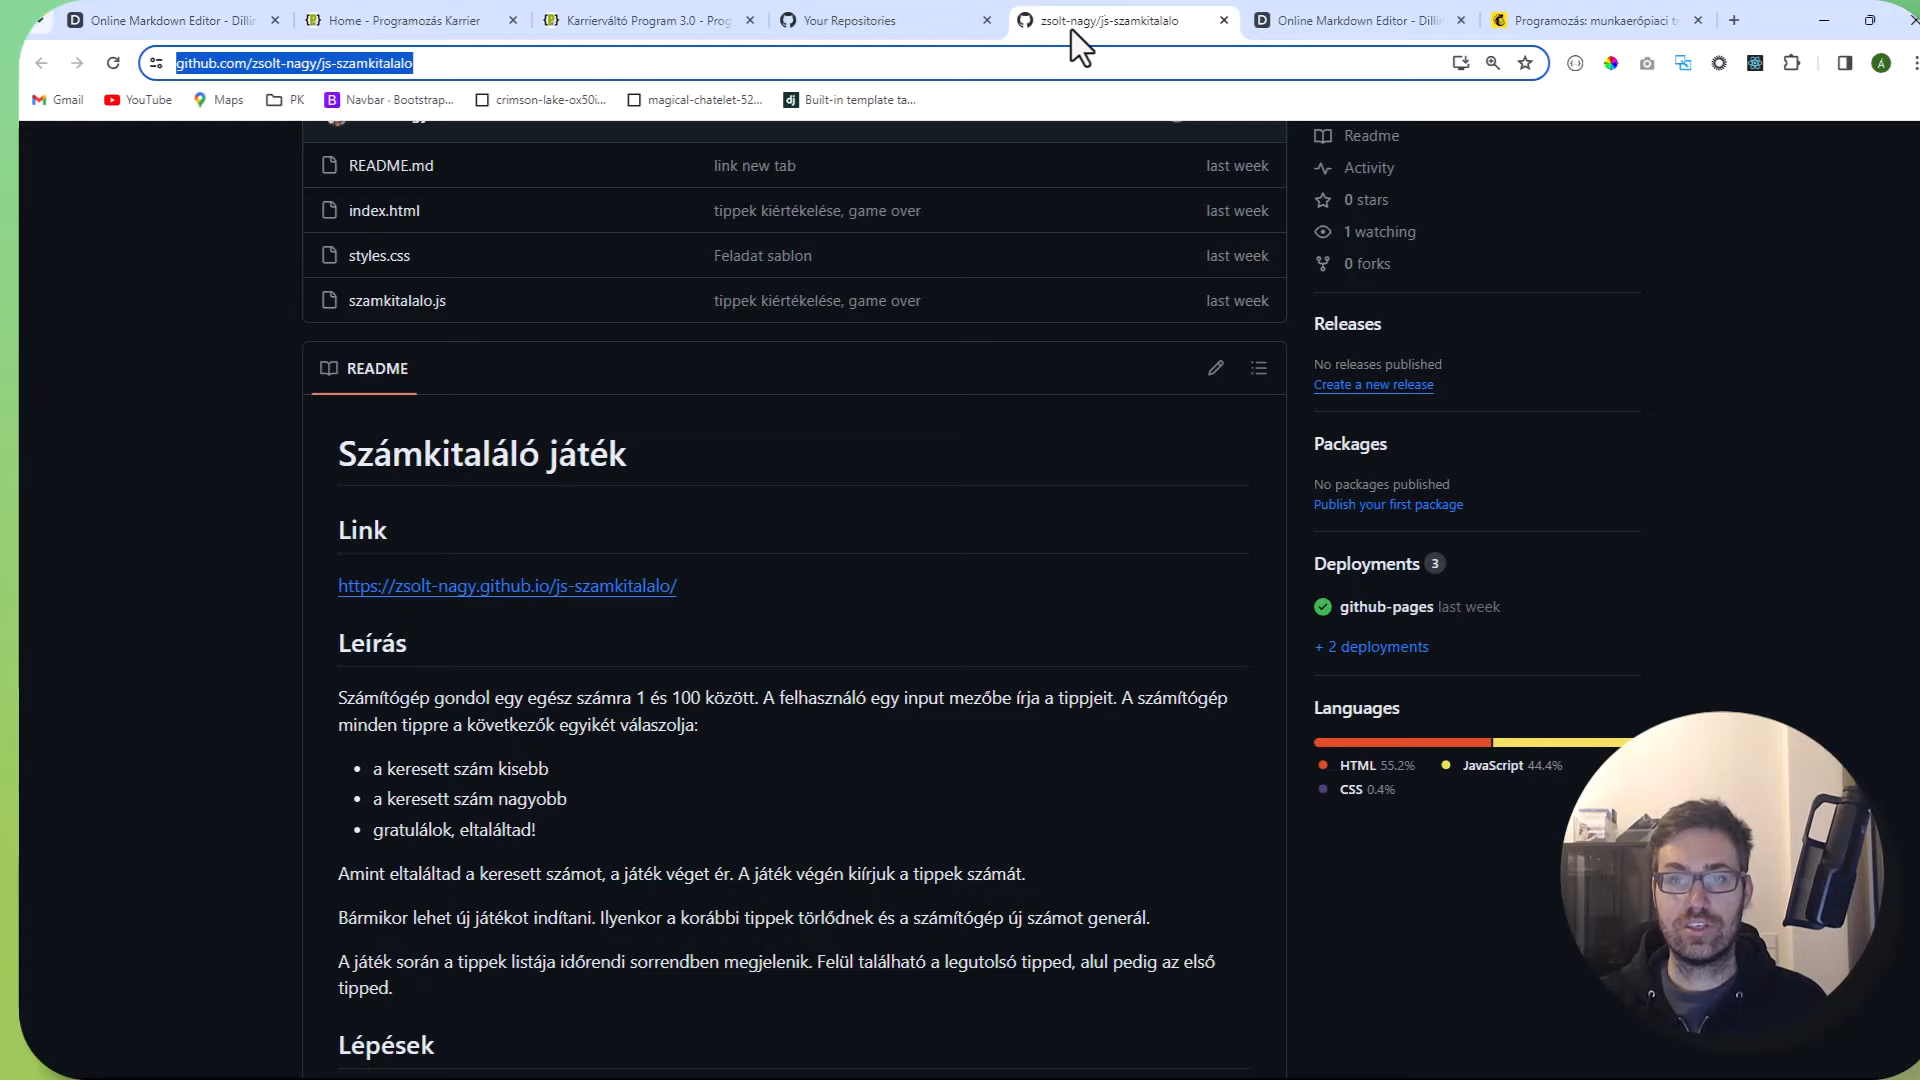 Online Markdown Editor - Dillin
Home - Programozás Karrier
Karrierváltó Program 3.0 - Prog
Your Repositories
zsolt-nagy/js-szamkitalalo
Online Markdown Editor - Dillin
Programozás: munkaerőpiaci tr
github.com/zsolt-nagy/js-szamkitalalo
Gmail
YouTube
Maps
PK
Navbar · Bootstrap...
crimson-lake-ox50i...
magical-chatelet-52...
Built-in template ta...
README.md
link new tab
last week
index.html
tippek kiértékelése, game over
last week
styles.css
Feladat sablon
last week
szamkitalalo.js
tippek kiértékelése, game over
last week
README
Számkitaláló játék
Link
https://zsolt-nagy.github.io/js-szamkitalalo/
Leírás
Számítógép gondol egy egész számra 1 és 100 között. A felhasználó egy input mezőbe írja a tippjeit. A számítógép
minden tippre a következők egyikét válaszolja:
• a keresett szám kisebb
• a keresett szám nagyobb
• gratulálok, eltaláltad!
Amint eltaláltad a keresett számot, a játék véget ér. A játék végén kiírjuk a tippek számát.
Bármikor lehet új játékot indítani. Ilyenkor a korábbi tippek törlődnek és a számítógép új számot generál.
A játék során a tippek listája időrendi sorrendben megjelenik. Felül található a legutolsó tipped, alul pedig az első
tipped.
Lépések
Readme
Activity
0 stars
1 watching
0 forks
Releases
No releases published
Create a new release
Packages
No packages published
Publish your first package
Deployments 3
github-pages last week
+ 2 deployments
Languages
HTML 55.2%
JavaScript 44.4%
CSS 0.4%